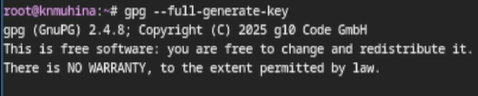 root@knmuhina:~# gpg --full-generate-key
gpg (GnuPG) 2.4.8; Copyright (C) 2025 g10 Code GmbH
This is free software: you are free to change and redistribute it.
There is NO WARRANTY, to the extent permitted by law.